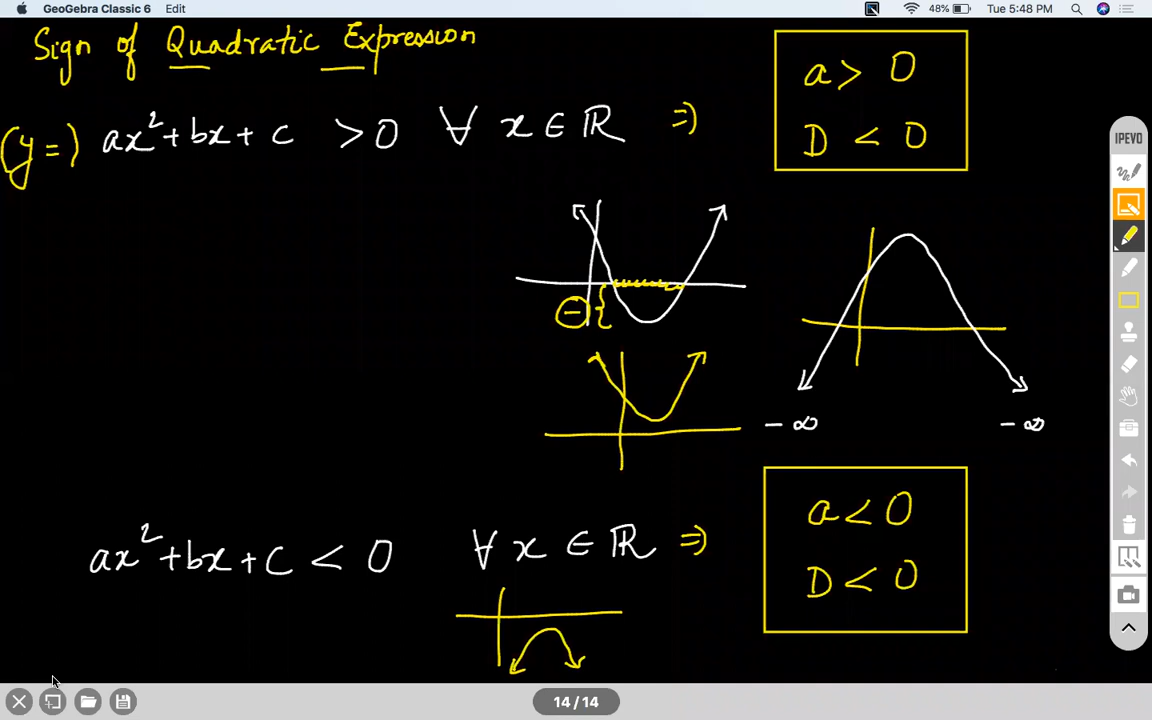 GeoGebra Classic 6 Edit 48% Tue 5:48 PM
Sign of Quadratic Expression
(y=) ax²+bx+c >0 ∀ x∈ℝ ⇒
a>0
D<0
⊖{
-∞ -∞
ax²+bx+c<0 ∀x∈ℝ ⇒
a<0
D<0
IPEVO
14/14